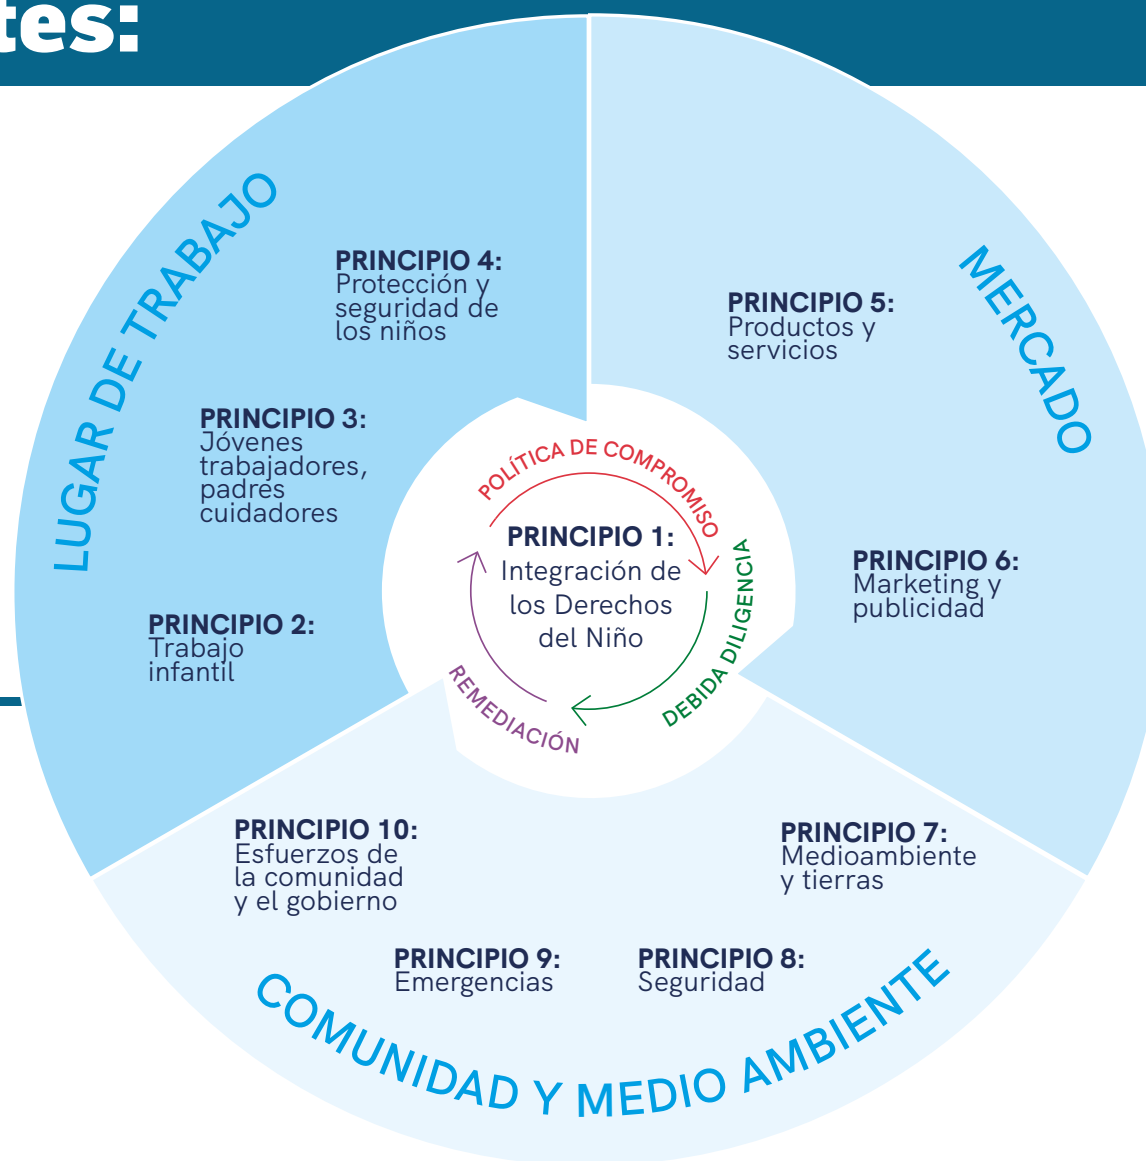 tes:
LUGAR DE TRABAJO
PRINCIPIO 4:
Protección y
seguridad de
los niños
PRINCIPIO 3:
Jóvenes
trabajadores,
padres
cuidadores
PRINCIPIO 2:
Trabajo
infantil
MERCADO
PRINCIPIO 5:
Productos y
servicios
PRINCIPIO 6:
Marketing y
publicidad
POLÍTICA DE COMPROMISO
DEBIDA DILIGENCIA
REMEDIACIÓN
PRINCIPIO 1:
Integración de
los Derechos
del Niño
PRINCIPIO 10:
Esfuerzos de
la comunidad
y el gobierno
PRINCIPIO 9:
Emergencias
PRINCIPIO 8:
Seguridad
PRINCIPIO 7:
Medioambiente
y tierras
COMUNIDAD Y MEDIO AMBIENTE